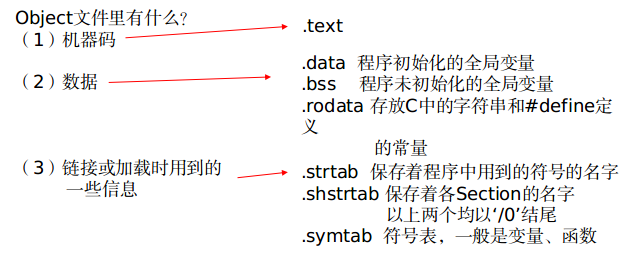 Object文件里有什么？
（1）机器码
.text
（2）数据
.data 程序初始化的全局变量
.bss 程序未初始化的全局变量
.rodata 存放C中的字符串和#define定
义
的常量
（3）链接或加载时用到的
一些信息
.strtab 保存着程序中用到的符号的名字
.shstrtab 保存着各Section的名字
以上两个均以‘/0’结尾
.symtab 符号表，一般是变量、函数